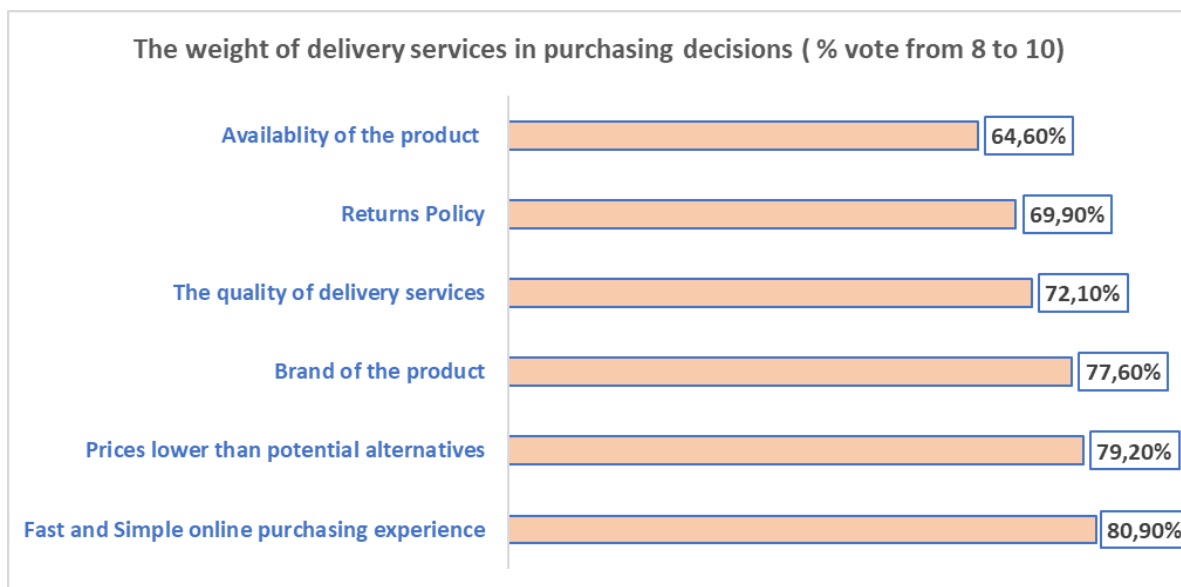 The weight of delivery services in purchasing decisions ( % vote from 8 to 10)
Availablity of the product
64,60%
Returns Policy
69,90%
The quality of delivery services
72,10%
Brand of the product
77,60%
Prices lower than potential alternatives
79,20%
Fast and Simple online purchasing experience
80,90%